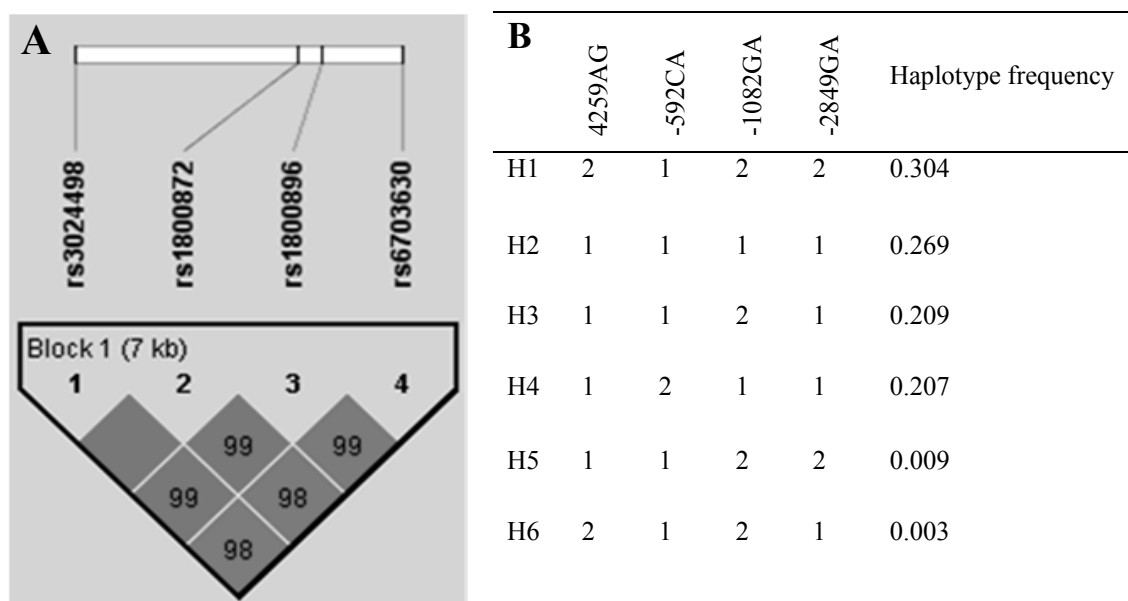 A
rs3024498
rs1800872
rs1800896
rs6703630
Block 1 (7 kb)
1 2 3 4
99 99
99 98
98
B 4259AG -592CA -1082GA -2849GA Haplotype frequency
H1 2 1 2 2 0.304
H2 1 1 1 1 0.269
H3 1 1 2 1 0.209
H4 1 2 1 1 0.207
H5 1 1 2 2 0.009
H6 2 1 2 1 0.003